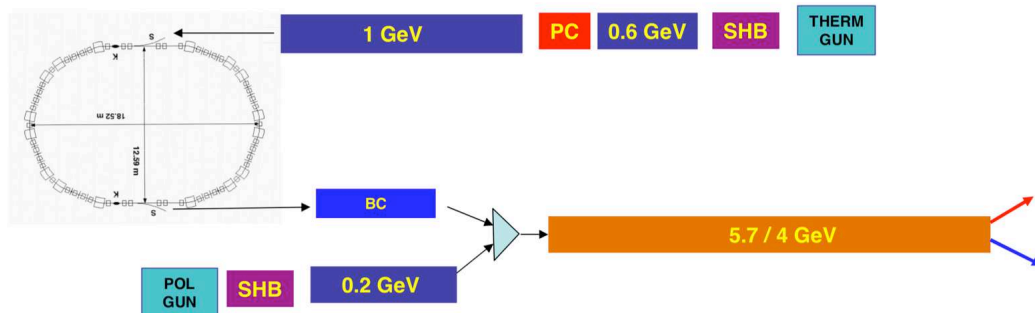 1 GeV
PC
0.6 GeV
SHB
THERM
GUN
S
K
18.52 m
12.59 m
K
S
BC
5.7 / 4 GeV
POL
GUN
SHB
0.2 GeV